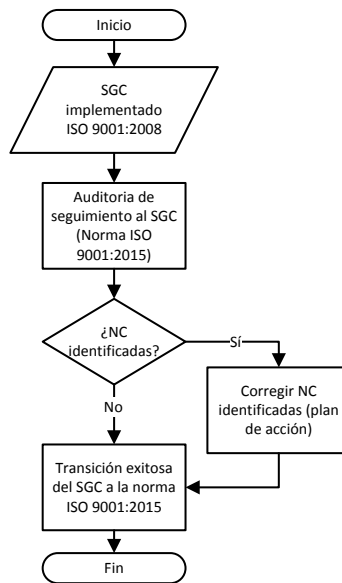 Inicio
SGC
implementado
ISO 9001:2008
Auditoria de
seguimiento al SGC
(Norma ISO
9001:2015)
¿NC
identificadas?
Sí
Corregir NC
identificadas (plan
de acción)
No
Transición exitosa
del SGC a la norma
ISO 9001:2015
Fin